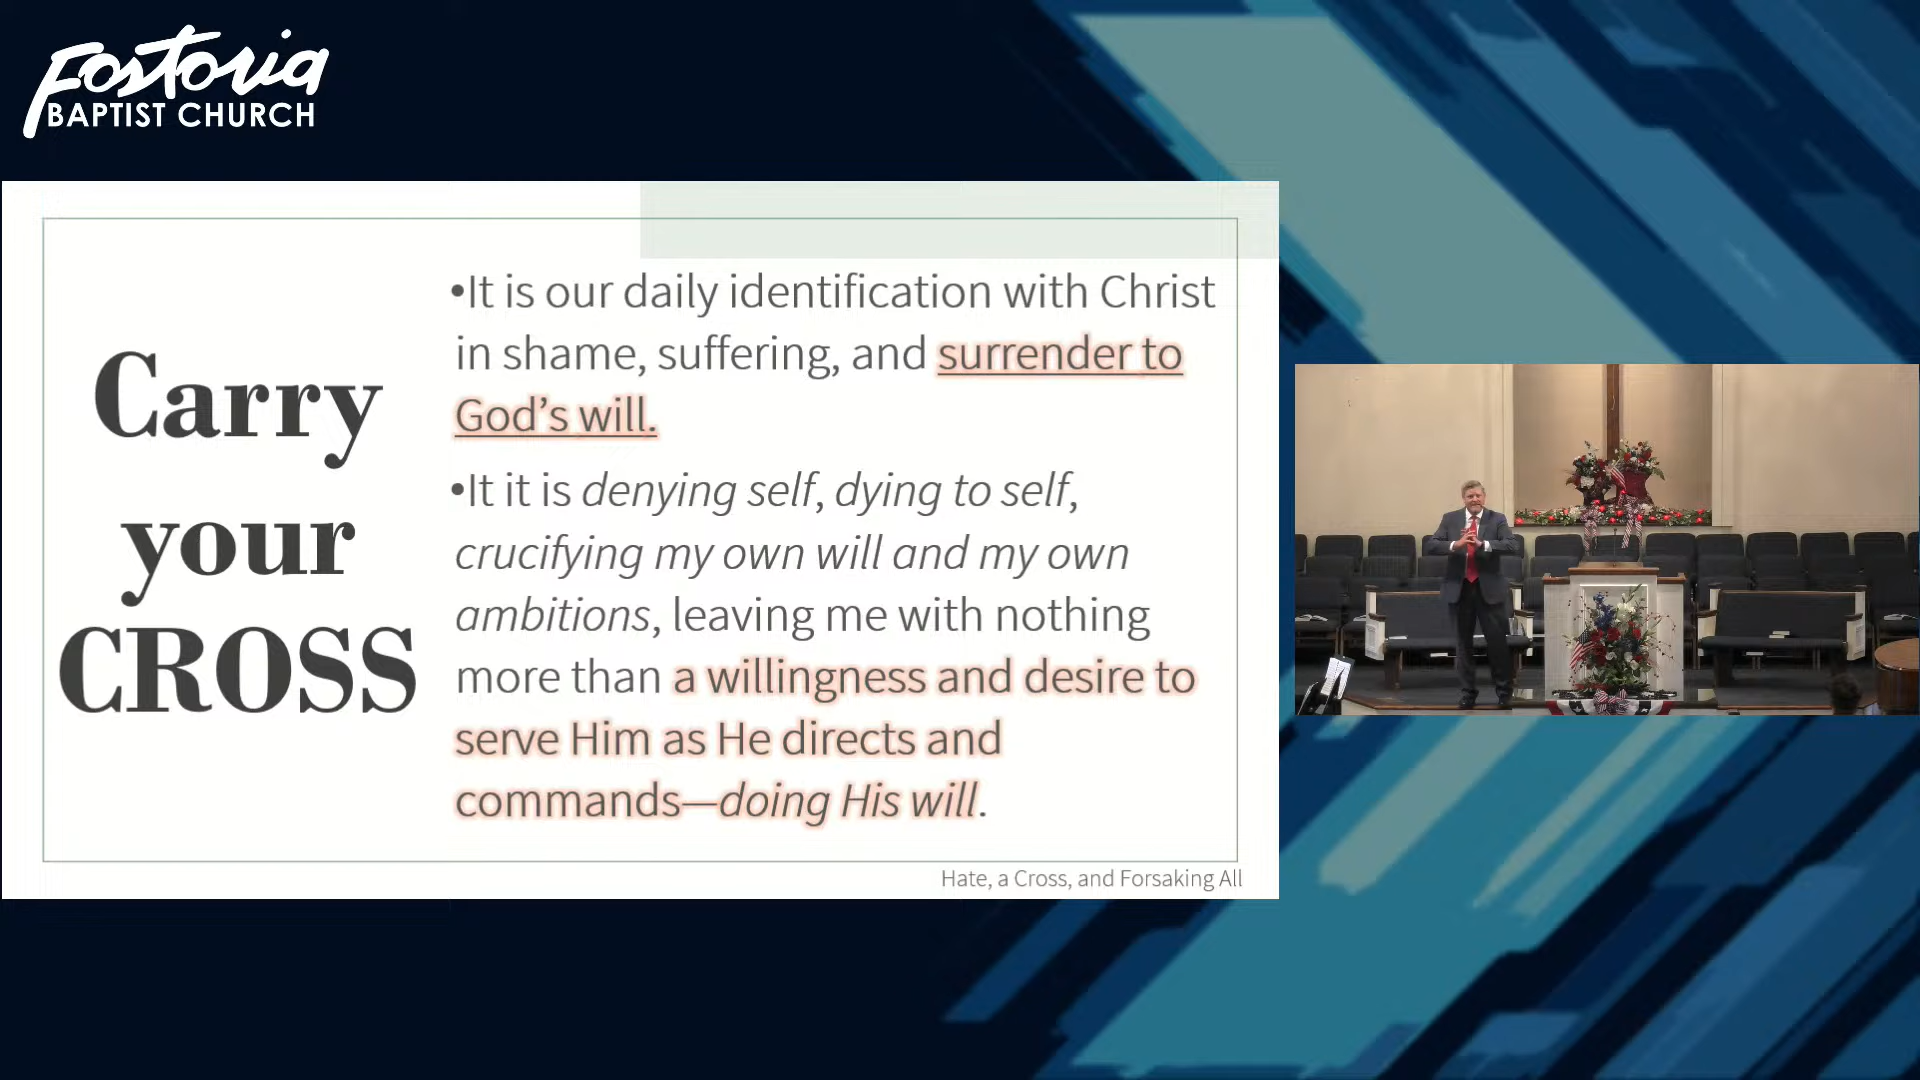 Fostoria
BAPTIST CHURCH
Carry
your
CROSS
•It is our daily identification with Christ
in shame, suffering, and surrender to
God’s will.
•It it is denying self, dying to self,
crucifying my own will and my own
ambitions, leaving me with nothing
more than a willingness and desire to
serve Him as He directs and
commands—doing His will.
Hate, a Cross, and Forsaking All